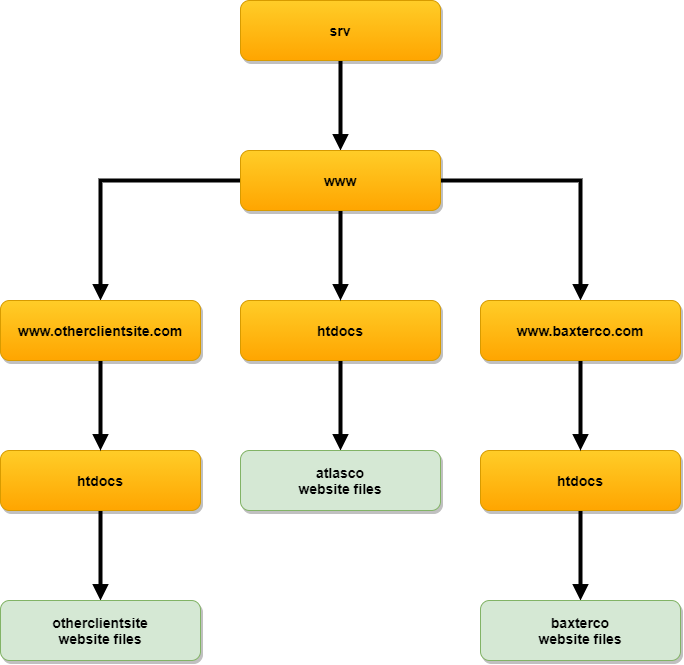 srv
www
www.otherclientsite.com
htdocs
www.baxterco.com
htdocs
atlasco
website files
htdocs
otherclientsite
website files
baxterco
website files